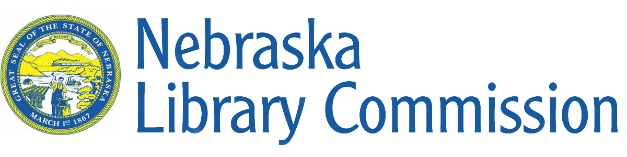 GREAT SEAL OF THE STATE OF NEBRASKA
MARCH 1ST 1867
Nebraska
Library Commission